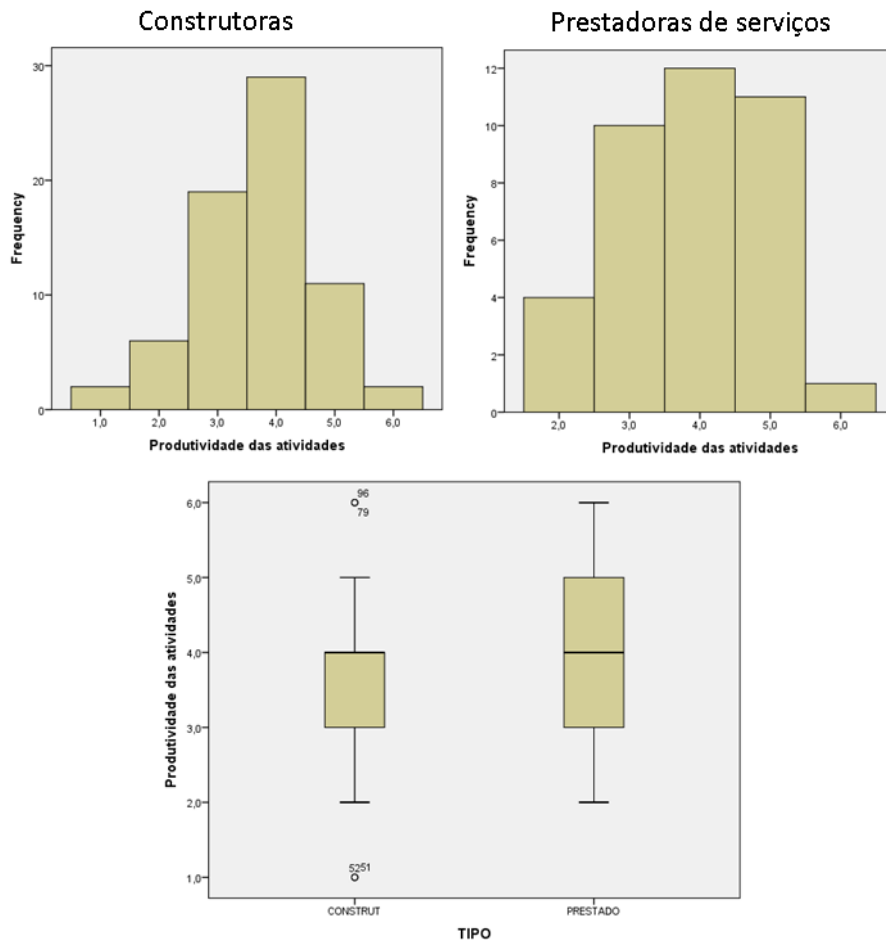 Construtoras
Prestadoras de serviços
Frequency
30
20
10
0
1,0 2,0 3,0 4,0 5,0 6,0
Produtividade das atividades
Frequency
12
10
8
6
4
2
0
2,0 3,0 4,0 5,0 6,0
Produtividade das atividades
Produtividade das atividades
6,0
5,0
4,0
3,0
2,0
1,0
96
79
5251
CONSTRUT PRESTADO
TIPO